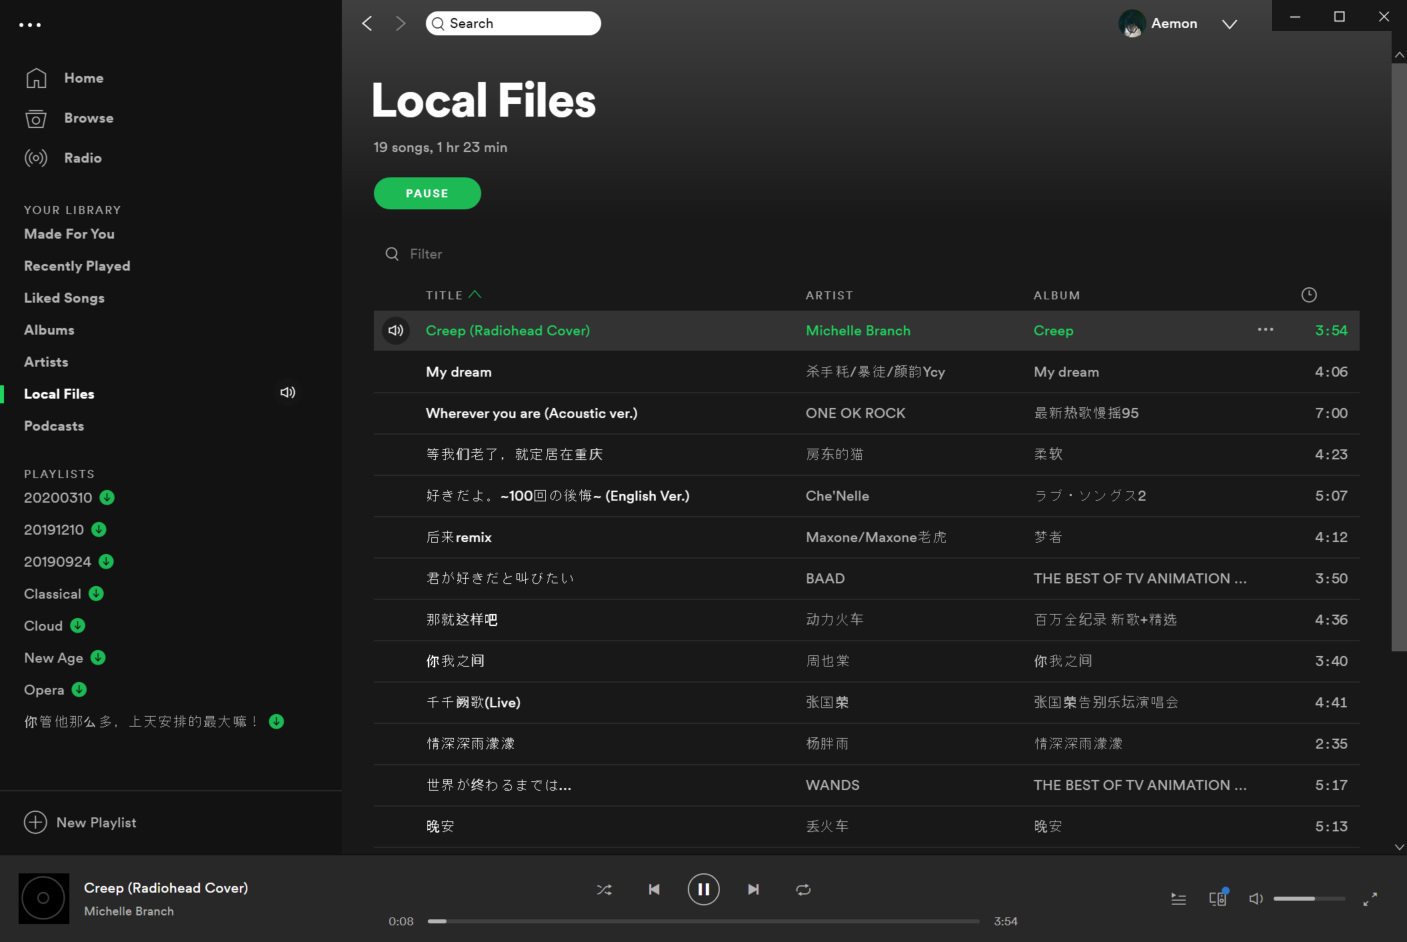 Search
Aemon
Home
Browse
Radio
YOUR LIBRARY
Made For You
Recently Played
Liked Songs
Albums
Artists
Local Files
Podcasts
PLAYLISTS
20200310
20191210
20190924
Classical
Cloud
New Age
Opera
你管他那么多，上天安排的最大嘛！
New Playlist
Local Files
19 songs, 1 hr 23 min
PAUSE
Filter
TITLE ARTIST ALBUM
Creep (Radiohead Cover) Michelle Branch Creep 3:54
My dream 杀手耗/暴徒/颜韵Ycy My dream 4:06
Wherever you are (Acoustic ver.) ONE OK ROCK 最新热歌慢摇95 7:00
等我们老了，就定居在重庆 房东的猫 柔软 4:23
好きだよ。~100回の後悔~ (English Ver.) Che'Nelle ラブ・ソングス2 5:07
后来remix Maxone/Maxone老虎 梦者 4:12
君が好きだと叫びたい BAAD THE BEST OF TV ANIMATION ... 3:50
那就这样吧 动力火车 百万全纪录 新歌+精选 4:36
你我之间 周也棠 你我之间 3:40
千千阙歌(Live) 张国荣 张国荣告别乐坛演唱会 4:41
情深深雨濛濛 杨胖雨 情深深雨濛濛 2:35
世界が终わるまでは... WANDS THE BEST OF TV ANIMATION ... 5:17
晚安 丢火车 晚安 5:13
Creep (Radiohead Cover)
Michelle Branch
0:08 3:54